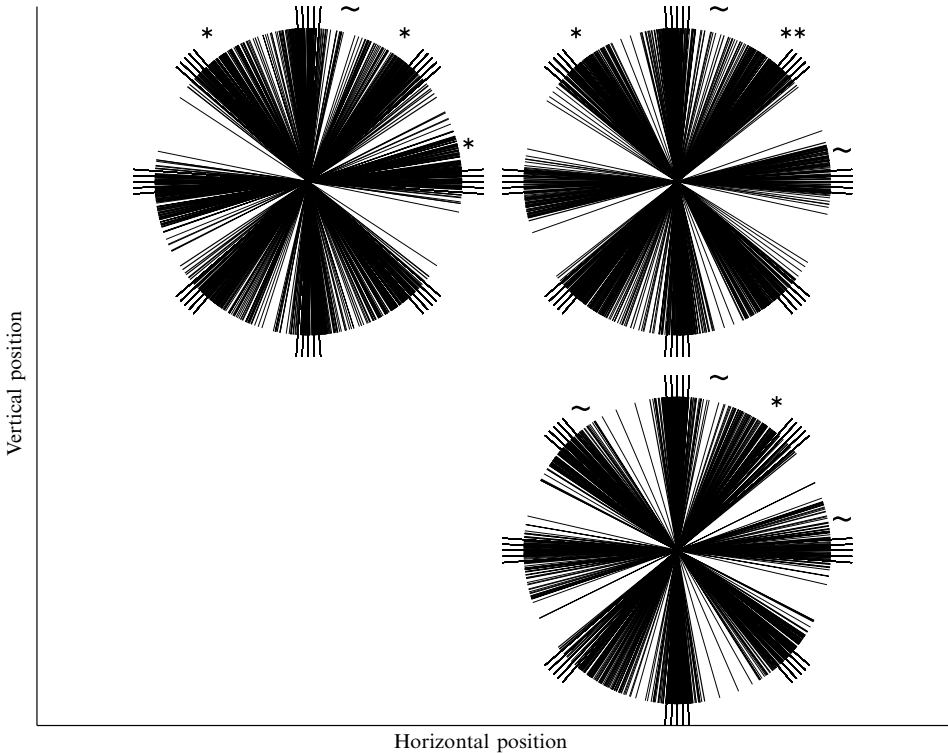 ~ ~
* * * **
* ~
~
~ *
~
Vertical position
Horizontal position